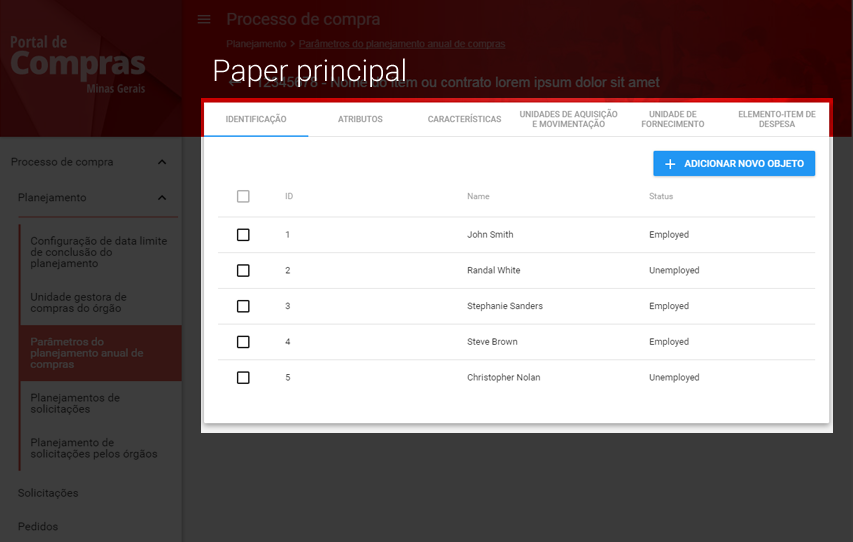 Portal de
Compras
Minas Gerais
Processo de compra
Planejamento > Parâmetros do planejamento anual de compras
Paper principal
12345678 - Nome do item ou contrato lorem ipsum dolor sit amet
Processo de compra
Planejamento
Configuração de data limite
de conclusão do
planejamento
Unidade gestora de
compras do órgão
Parâmetros do
planejamento anual de
compras
Planejamentos de
solicitações
Planejamento de
solicitações pelos órgãos
Solicitações
Pedidos
IDENTIFICAÇÃO
ATRIBUTOS
CARACTERÍSTICAS
UNIDADES DE AQUISIÇÃO
E MOVIMENTAÇÃO
UNIDADE DE
FORNECIMENTO
ELEMENTO-ITEM DE
DESPESA
+ ADICIONAR NOVO OBJETO
ID Name Status
1 John Smith Employed
2 Randal White Unemployed
3 Stephanie Sanders Employed
4 Steve Brown Employed
5 Christopher Nolan Unemployed